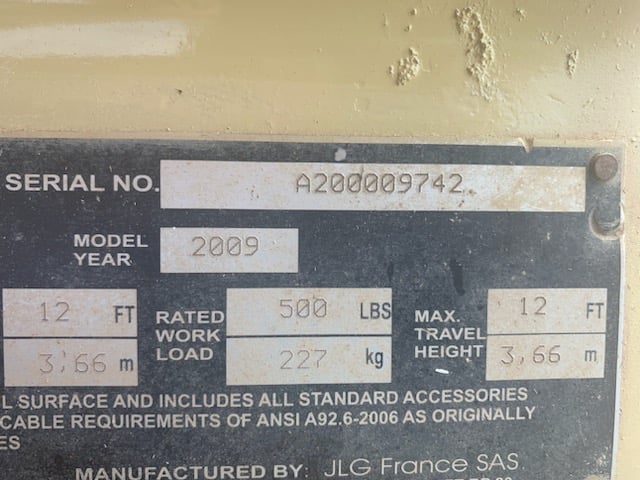 SERIAL NO. A200009742
MODEL YEAR 2009
12 FT
3,66 m
RATED WORK LOAD
500 LBS
227 kg
MAX. TRAVEL HEIGHT
12 FT
3,66 m
L SURFACE AND INCLUDES ALL STANDARD ACCESSORIES
CABLE REQUIREMENTS OF ANSI A92.6-2006 AS ORIGINALLY
ES
MANUFACTURED BY: JLG France SAS